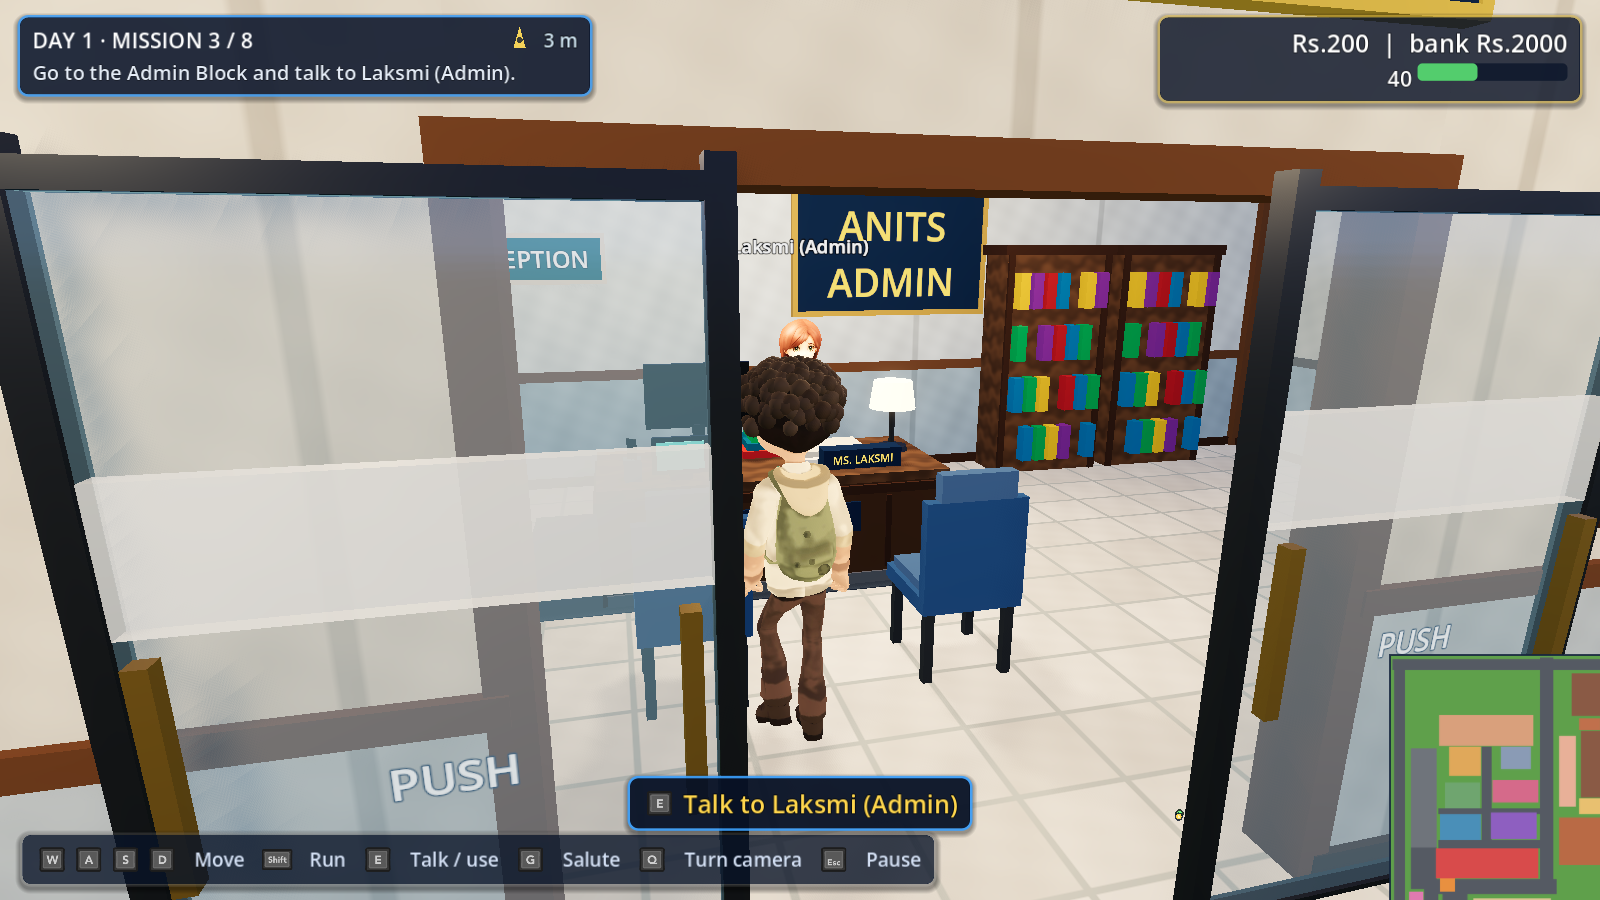 DAY 1 · MISSION 3 / 8
3 m
Go to the Admin Block and talk to Laksmi (Admin).
Rs.200 | bank Rs.2000
40
EPTION
ANITS
ADMIN
Laksmi (Admin)
MS. LAKSMI
PUSH
PUSH
E Talk to Laksmi (Admin)
W A S D Move Shift Run E Talk / use G Salute Q Turn camera Esc Pause